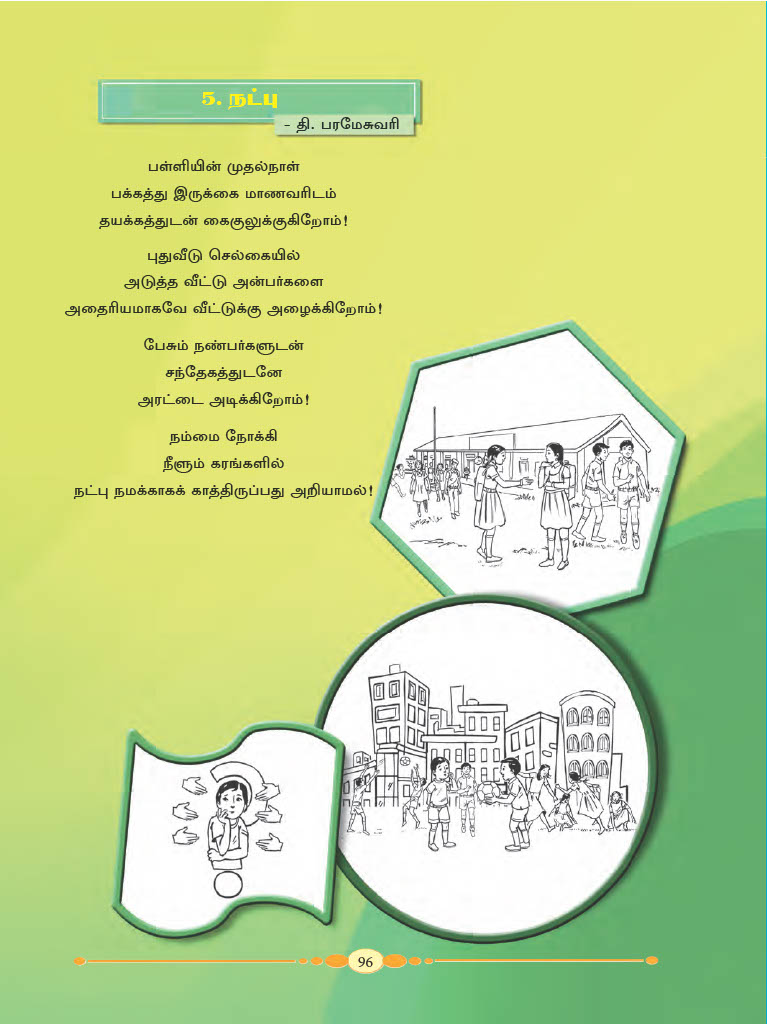 5. நட்பு
- தி. பரமேசுவரி
பள்ளியின் முதல்நாள்
பக்கத்து இருக்கை மாணவரிடம்
தயக்கத்துடன் கைகுலுக்குகிறோம்!
புதுவீடு செல்கையில்
அடுத்த வீட்டு அன்பர்களை
அதைரியமாகவே வீட்டுக்கு அழைக்கிறோம்!
பேசும் நண்பர்களுடன்
சந்தேகத்துடனே
அரட்டை அடிக்கிறோம்!
நம்மை நோக்கி
நீளும் கரங்களில்
நட்பு நமக்காகக் காத்திருப்பது அறியாமல்!
96